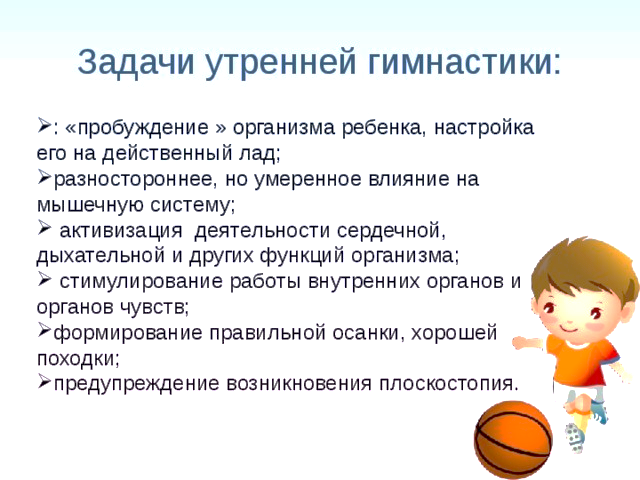 Задачи утренней гимнастики:
➢: «пробуждение » организма ребенка, настройка
его на действенный лад;
➢разностороннее, но умеренное влияние на
мышечную систему;
➢ активизация  деятельности сердечной,
дыхательной и других функций организма;
➢ стимулирование работы внутренних органов и
органов чувств;
➢формирование правильной осанки, хорошей
походки;
➢предупреждение возникновения плоскостопия.